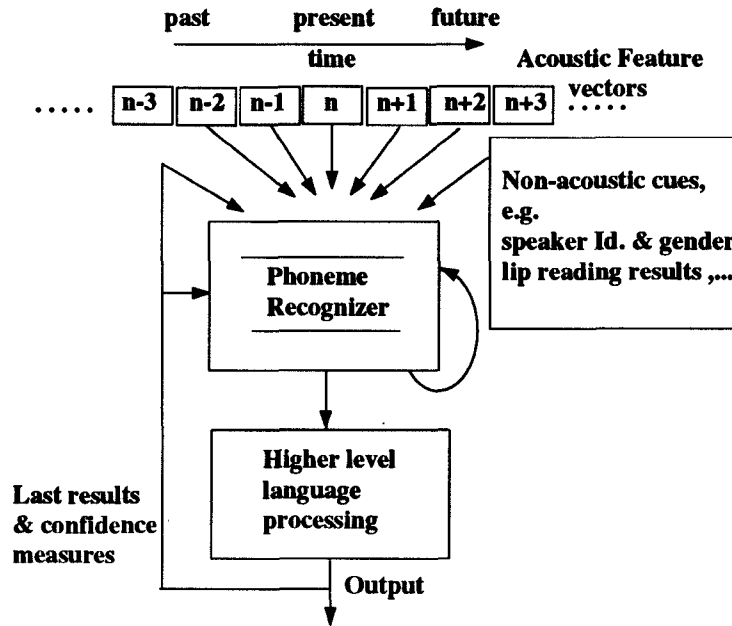 past present future
time
Acoustic Feature
vectors
..... n-3 n-2 n-1 n n+1 n+2 n+3 .....
Non-acoustic cues,
e.g.
speaker Id. & gender
lip reading results ,...
Phoneme
Recognizer
Higher level
language
processing
Last results
& confidence
measures
Output